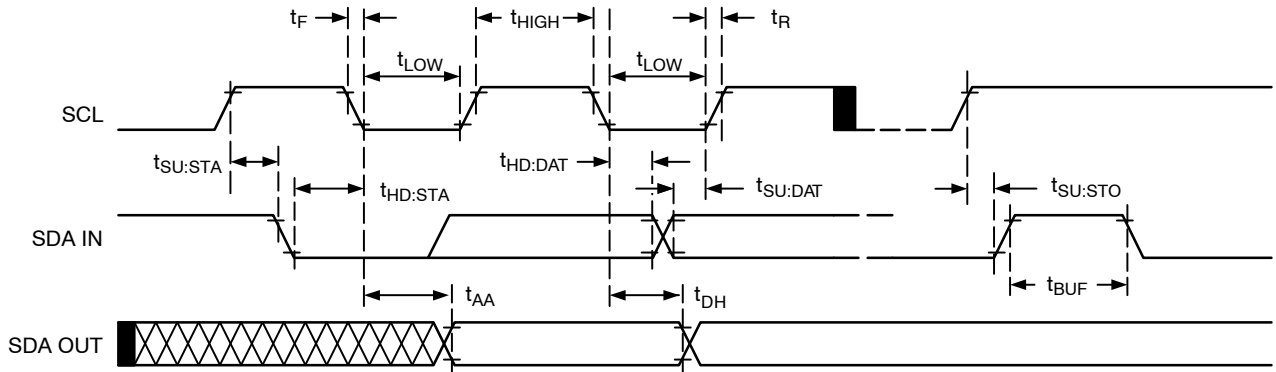 tF
tHIGH
tR
tLOW
tLOW
SCL
tSU:STA
tHD:STA
tHD:DAT
tSU:DAT
tSU:STO
SDA IN
tAA
tDH
tBUF
SDA OUT